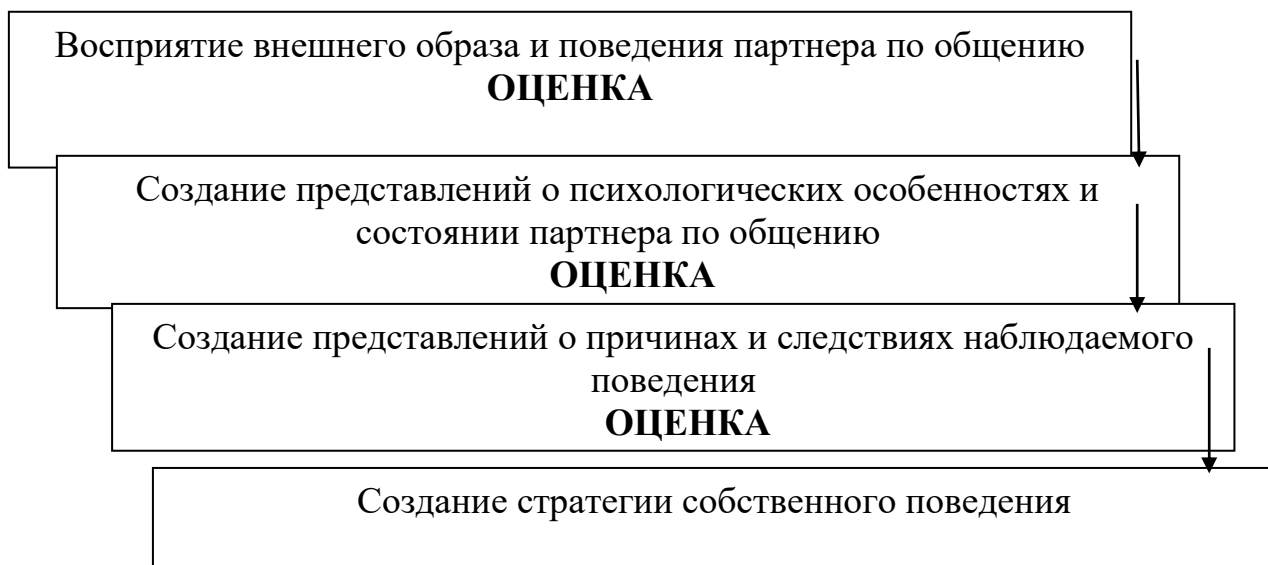 Восприятие внешнего образа и поведения партнера по общению
ОЦЕНКА
Создание представлений о психологических особенностях и
состоянии партнера по общению
ОЦЕНКА
Создание представлений о причинах и следствиях наблюдаемого
поведения
ОЦЕНКА
Создание стратегии собственного поведения